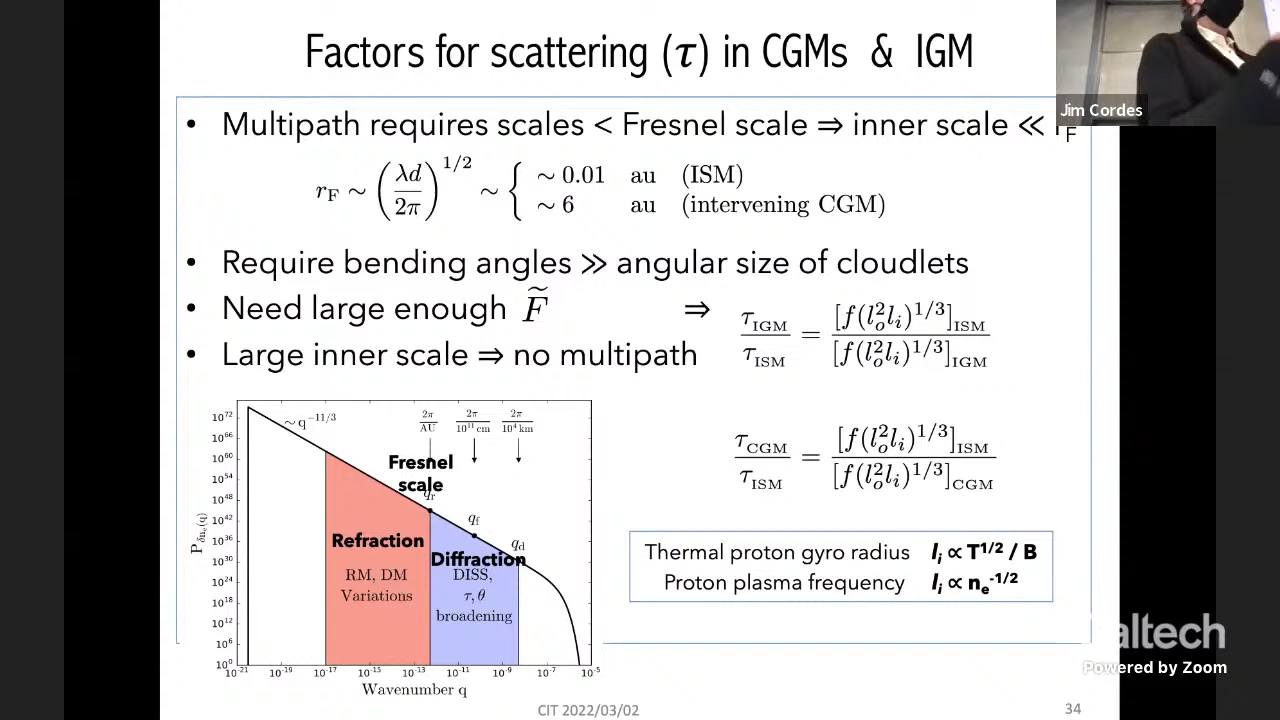 Factors for scattering (τ) in CGMs & IGM
Jim Cordes
• Multipath requires scales < Fresnel scale ⇒ inner scale ≪ r_F
r_F ∼ (λd / 2π)^1/2 ∼ { ∼ 0.01 au (ISM)
∼ 6 au (intervening CGM)
• Require bending angles ≫ angular size of cloudlets
• Need large enough F̃ ⇒
• Large inner scale ⇒ no multipath
τ_IGM / τ_ISM = [f(l_o^2 l_i)^1/3]_ISM / [f(l_o^2 l_i)^1/3]_IGM
τ_CGM / τ_ISM = [f(l_o^2 l_i)^1/3]_ISM / [f(l_o^2 l_i)^1/3]_CGM
Thermal proton gyro radius l_i ∝ T^1/2 / B
Proton plasma frequency l_i ∝ n_e^-1/2
∼ q^-11/3
2π / AU
2π / 10^11 cm
2π / 10^4 km
Fresnel
scale
q_r
q_f
q_d
Refraction
RM, DM
Variations
Diffraction
DISS,
τ, θ
broadening
P_δn_e(q)
10^72
10^66
10^60
10^54
10^48
10^42
10^36
10^30
10^24
10^18
10^12
10^6
10^0
10^-21 10^-19 10^-17 10^-15 10^-13 10^-11 10^-9 10^-7 10^-5
Wavenumber q
CIT 2022/03/02
34
altech
Powered by Zoom